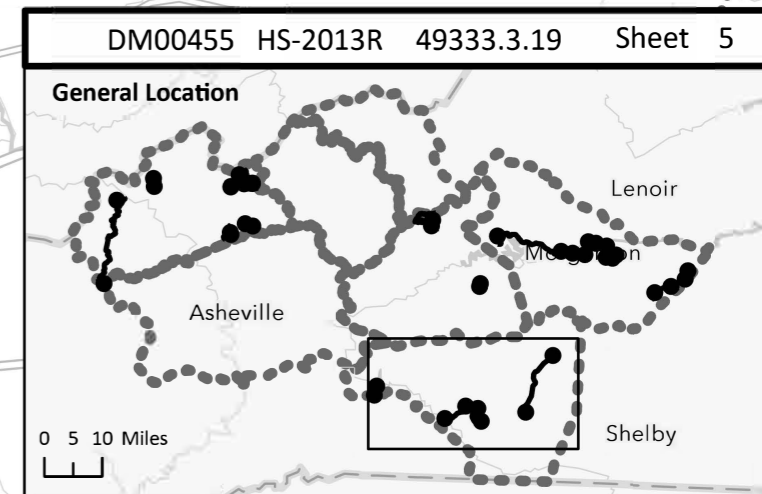 DM00455 HS-2013R 49333.3.19 Sheet 5
General Location
Lenoir
Asheville
0 5 10 Miles
Shelby